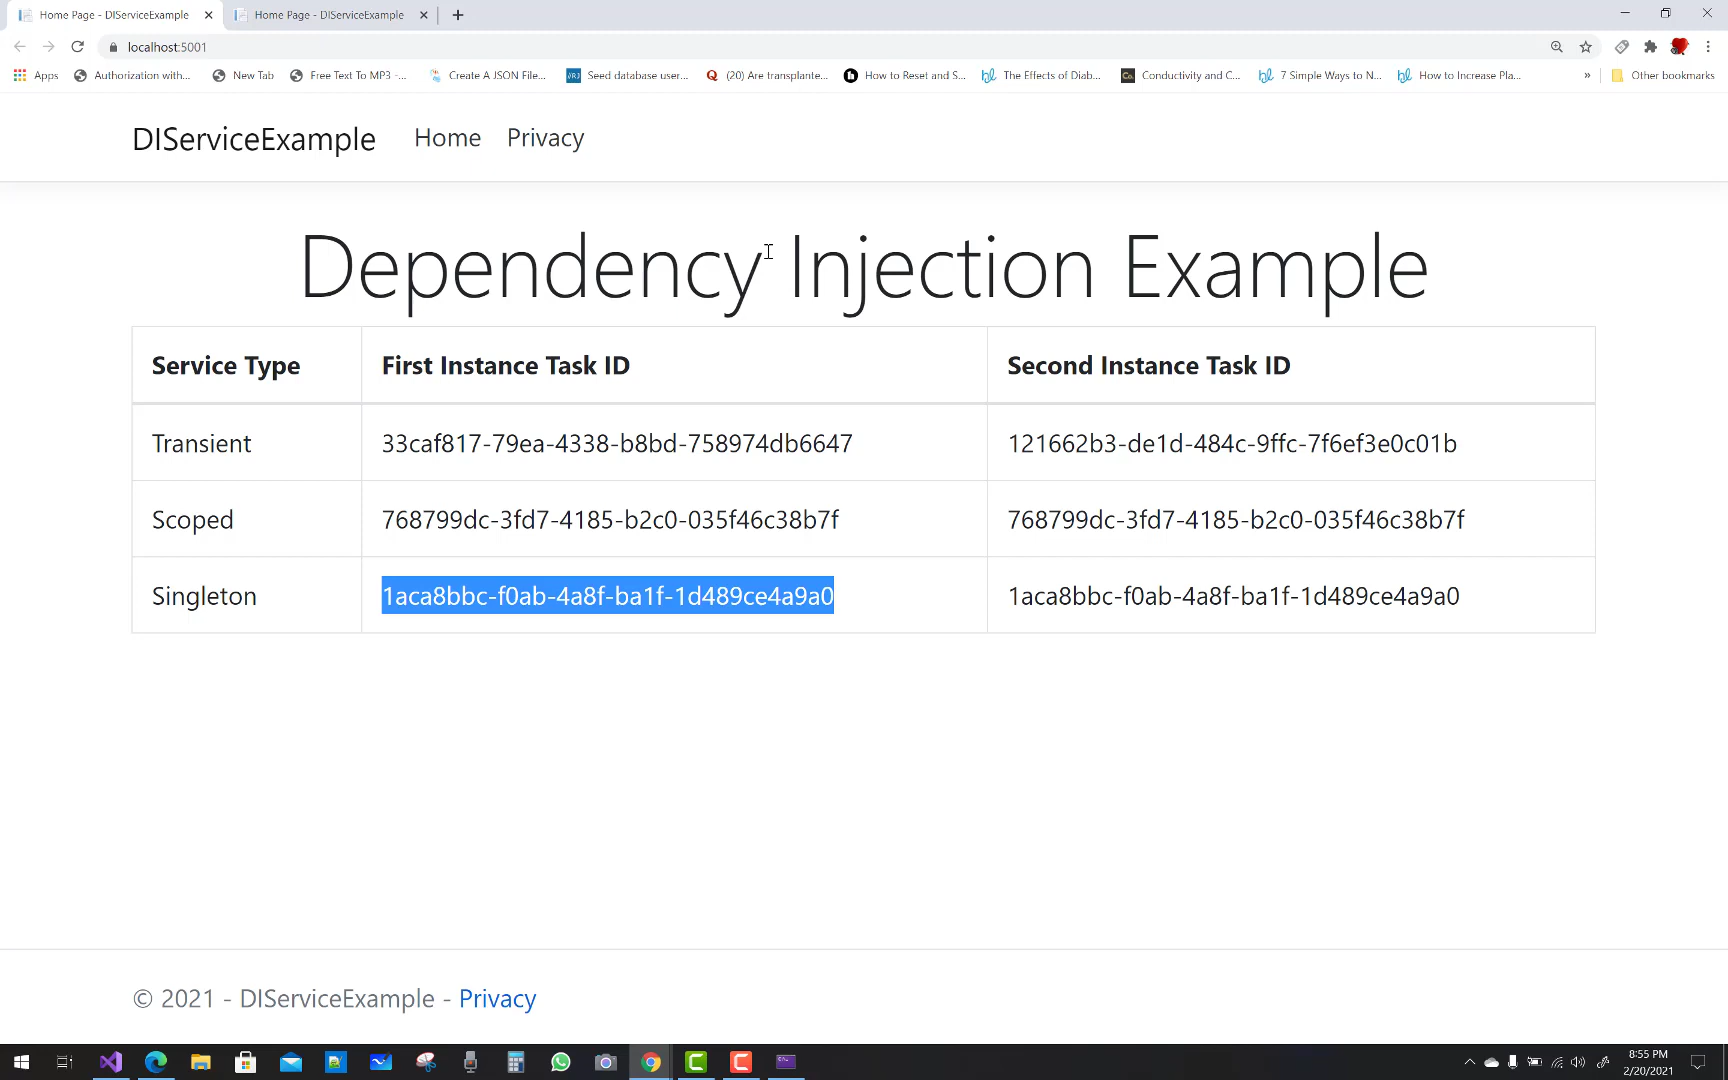 Home Page - DIServiceExample
Home Page - DIServiceExample
localhost:5001
Apps
Authorization with...
New Tab
Free Text To MP3 -...
Create A JSON File...
Seed database user...
(20) Are transplante...
How to Reset and S...
The Effects of Diab...
Conductivity and C...
7 Simple Ways to N...
How to Increase Pla...
»
Other bookmarks
DIServiceExample Home Privacy
Dependency Injection Example
Service Type First Instance Task ID Second Instance Task ID
Transient 33caf817-79ea-4338-b8bd-758974db6647 121662b3-de1d-484c-9ffc-7f6ef3e0c01b
Scoped 768799dc-3fd7-4185-b2c0-035f46c38b7f 768799dc-3fd7-4185-b2c0-035f46c38b7f
Singleton 1aca8bbc-f0ab-4a8f-ba1f-1d489ce4a9a0 1aca8bbc-f0ab-4a8f-ba1f-1d489ce4a9a0
© 2021 - DIServiceExample - Privacy
8:55 PM
2/20/2021